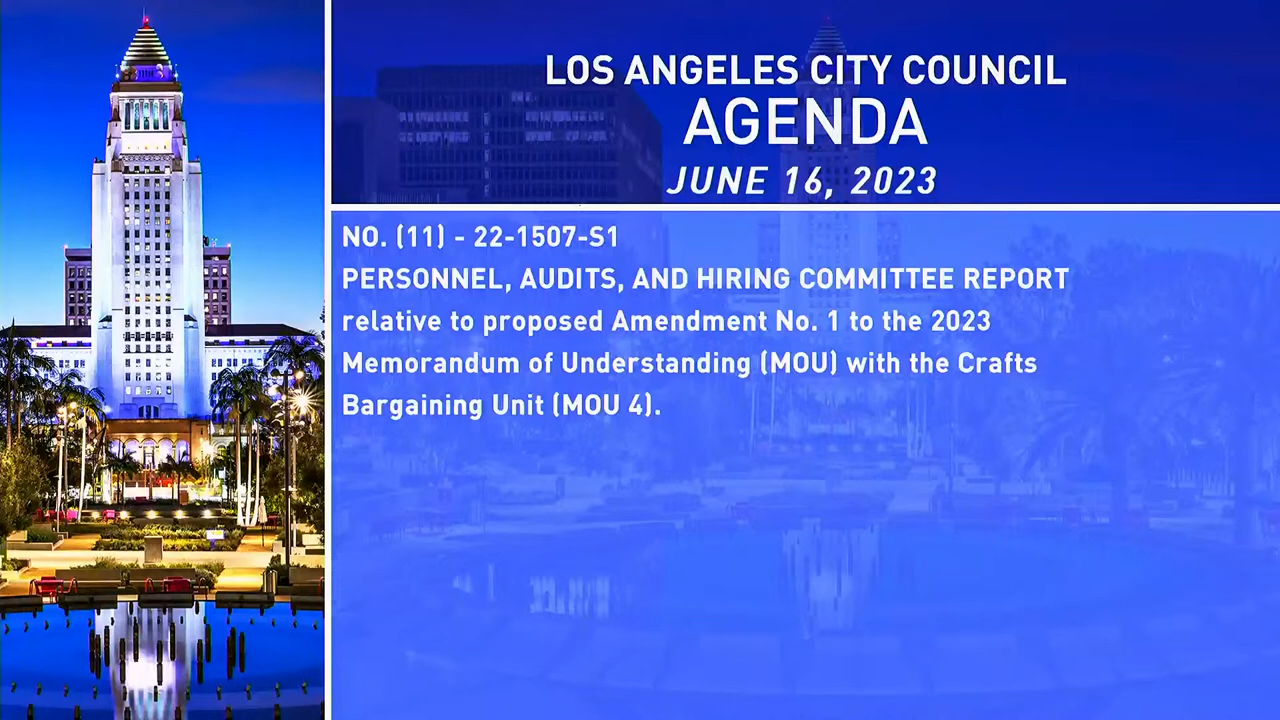 LOS ANGELES CITY COUNCIL
AGENDA
JUNE 16, 2023
NO. (11) - 22-1507-S1
PERSONNEL, AUDITS, AND HIRING COMMITTEE REPORT
relative to proposed Amendment No. 1 to the 2023
Memorandum of Understanding (MOU) with the Crafts
Bargaining Unit (MOU 4).